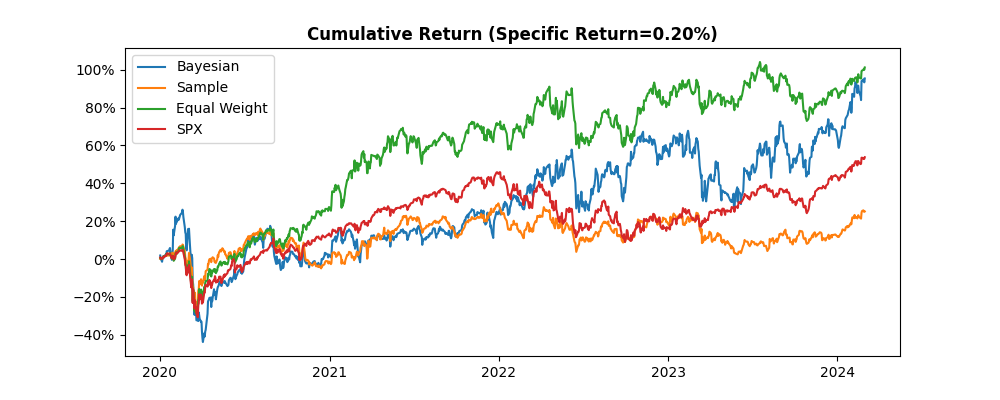 Cumulative Return (Specific Return=0.20%)
Bayesian
Sample
Equal Weight
SPX
100%
80%
60%
40%
20%
0%
−20%
−40%
2020 2021 2022 2023 2024